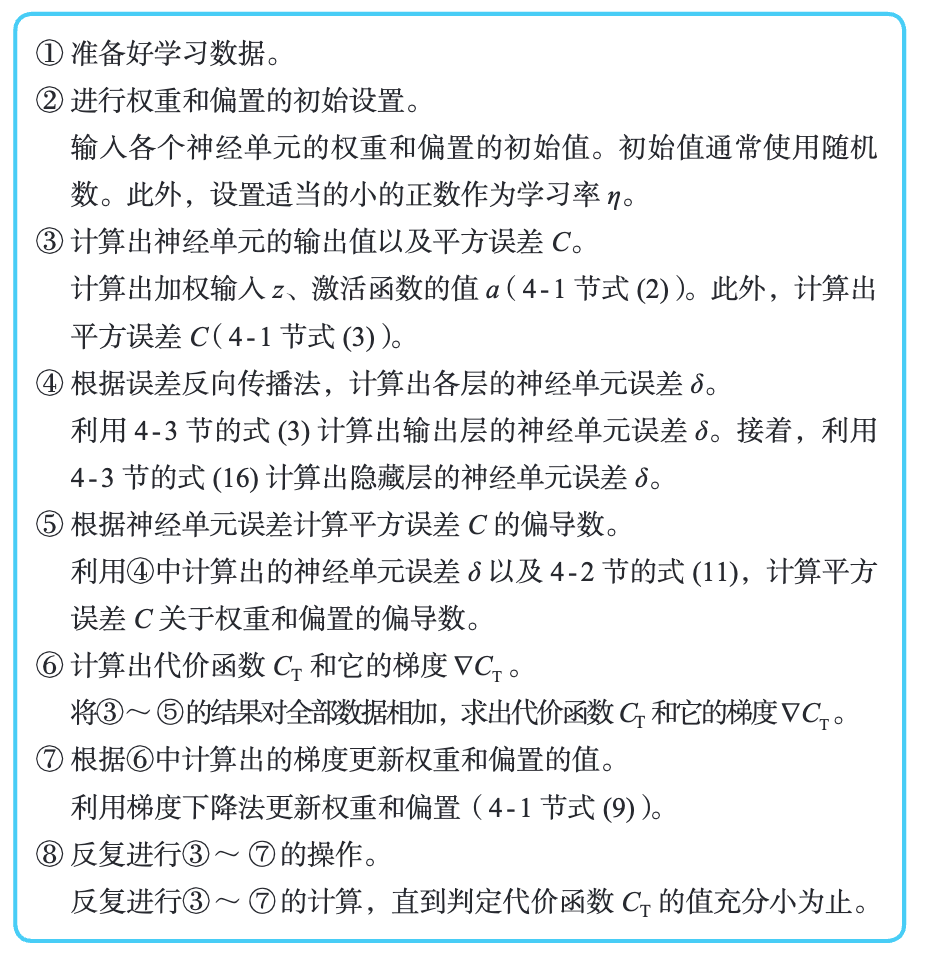 ① 准备好学习数据。
② 进行权重和偏置的初始设置。
输入各个神经单元的权重和偏置的初始值。初始值通常使用随机
数。此外，设置适当的小的正数作为学习率 η。
③ 计算出神经单元的输出值以及平方误差 C。
计算出加权输入 z、激活函数的值 a（4-1 节式 (2)）。此外，计算出
平方误差 C（4-1 节式 (3)）。
④ 根据误差反向传播法，计算出各层的神经单元误差 δ。
利用 4-3 节的式 (3) 计算出输出层的神经单元误差 δ。接着，利用
4-3 节的式 (16) 计算出隐藏层的神经单元误差 δ。
⑤ 根据神经单元误差计算平方误差 C 的偏导数。
利用④中计算出的神经单元误差 δ 以及 4-2 节的式 (11)，计算平方
误差 C 关于权重和偏置的偏导数。
⑥ 计算出代价函数 C_T 和它的梯度 ∇C_T。
将③～⑤的结果对全部数据相加，求出代价函数 C_T 和它的梯度∇C_T。
⑦ 根据⑥中计算出的梯度更新权重和偏置的值。
利用梯度下降法更新权重和偏置（4-1 节式 (9)）。
⑧ 反复进行③～⑦的操作。
反复进行③～⑦的计算，直到判定代价函数 C_T 的值充分小为止。